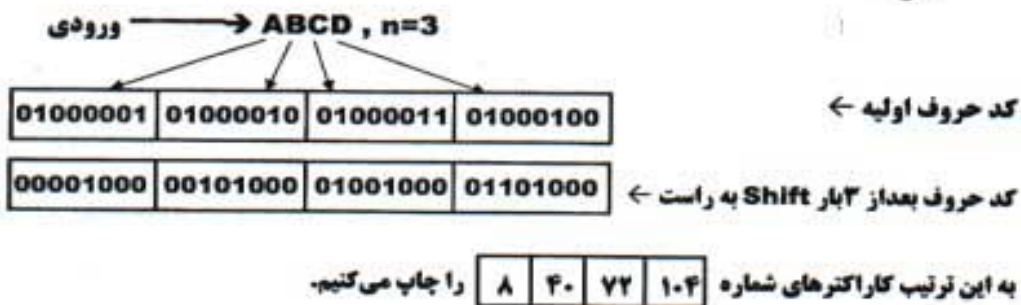 ورودی → ABCD , n=3
کد حروف اولیه ← 01000001 01000010 01000011 01000100
کد حروف بعداز ۳بار Shift به راست ← 00001000 00101000 01001000 01101000
به این ترتیب کاراکترهای شماره ۸ ۴۰ ۷۲ ۱۰۴ را چاپ می‌کنیم.